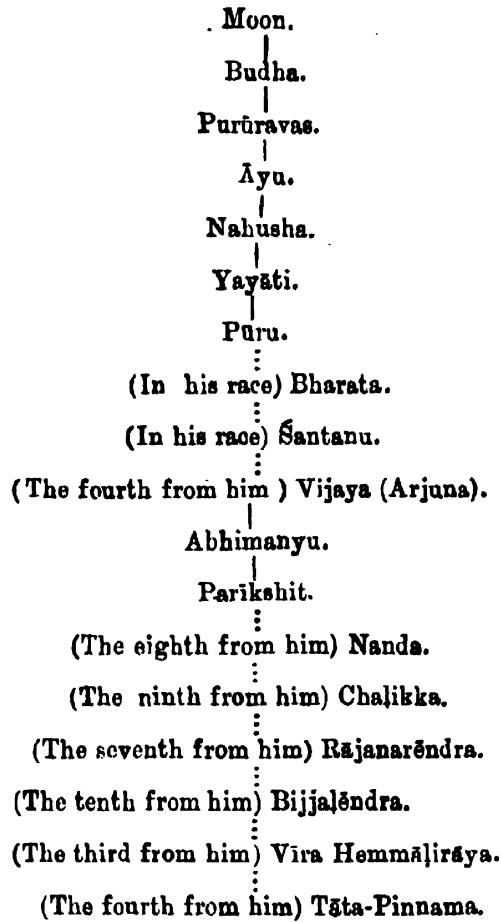 Moon.
Budha.
Purūravas.
Āyu.
Nahusha.
Yayāti.
Pūru.
(In his race) Bharata.
(In his race) Śantanu.
(The fourth from him) Vijaya (Arjuna).
Abhimanyu.
Parīkshit.
(The eighth from him) Nanda.
(The ninth from him) Chaḷikka.
(The seventh from him) Rājanarēndra.
(The tenth from him) Bijjaḷēndra.
(The third from him) Vīra Hemmāḷirāya.
(The fourth from him) Tāta-Pinnama.